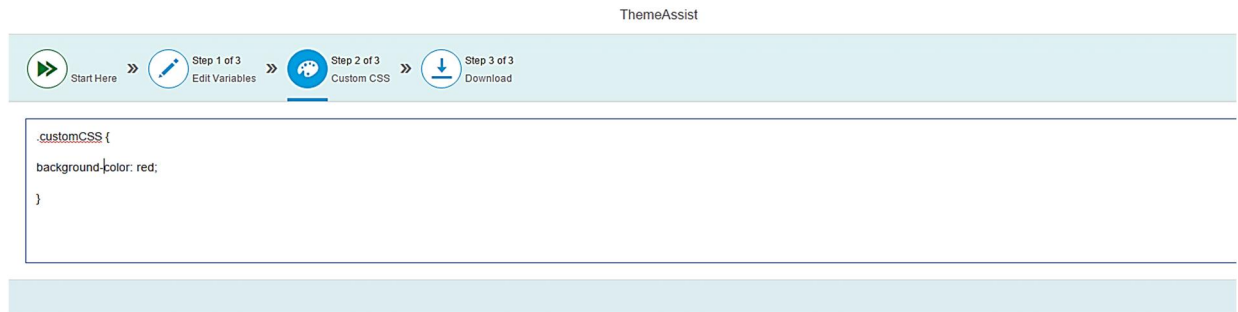 ThemeAssist
Start Here » Step 1 of 3 » Step 2 of 3 » Step 3 of 3
Edit Variables Custom CSS Download
.customCSS {
background-color: red;
}